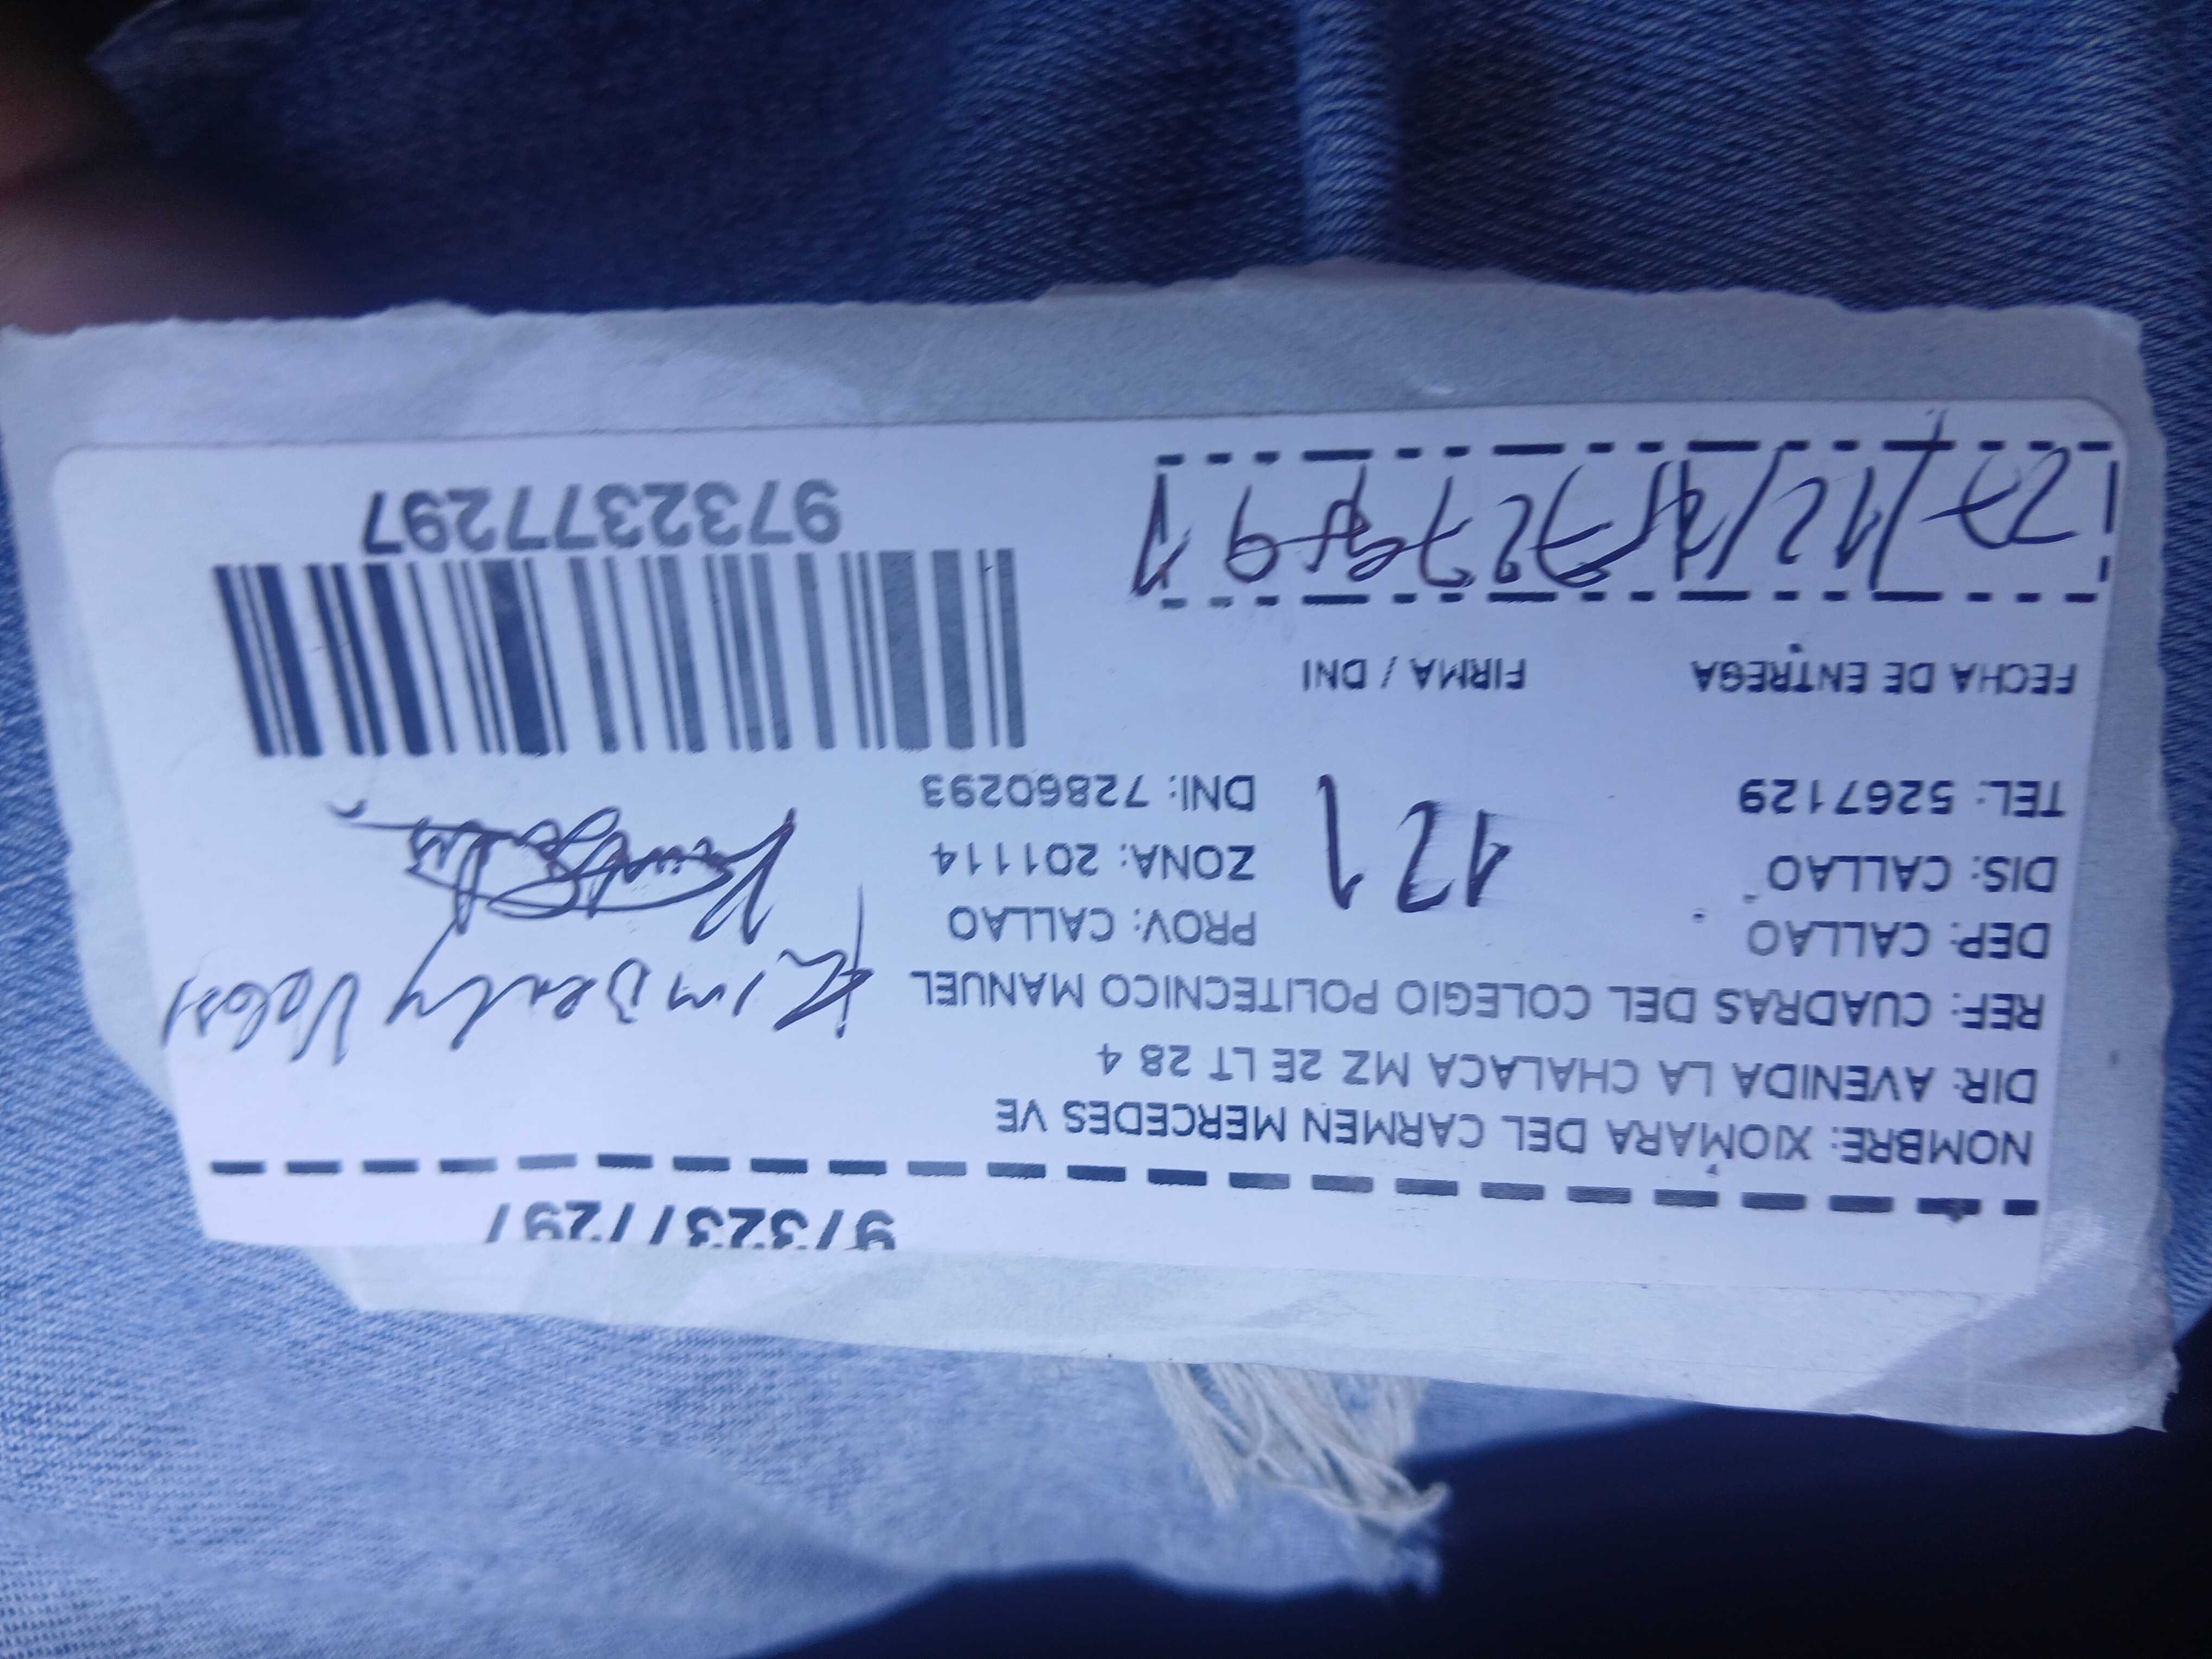 9732377297
NOMBRE: XIOMARA DEL CARMEN MERCEDES VE
DIR: AVENIDA LA CHALACA MZ 2E LT 28 4
REF: CUADRAS DEL COLEGIO POLITECNICO MANUEL
Kimberly
DEP: CALLAO PROV: CALLAO
DIS: CALLAO ZONA: 201114
TEL: 5267129 DNI: 72860293
121
FECHA DE ENTREGA FIRMA / DNI
27/12/
9732377297